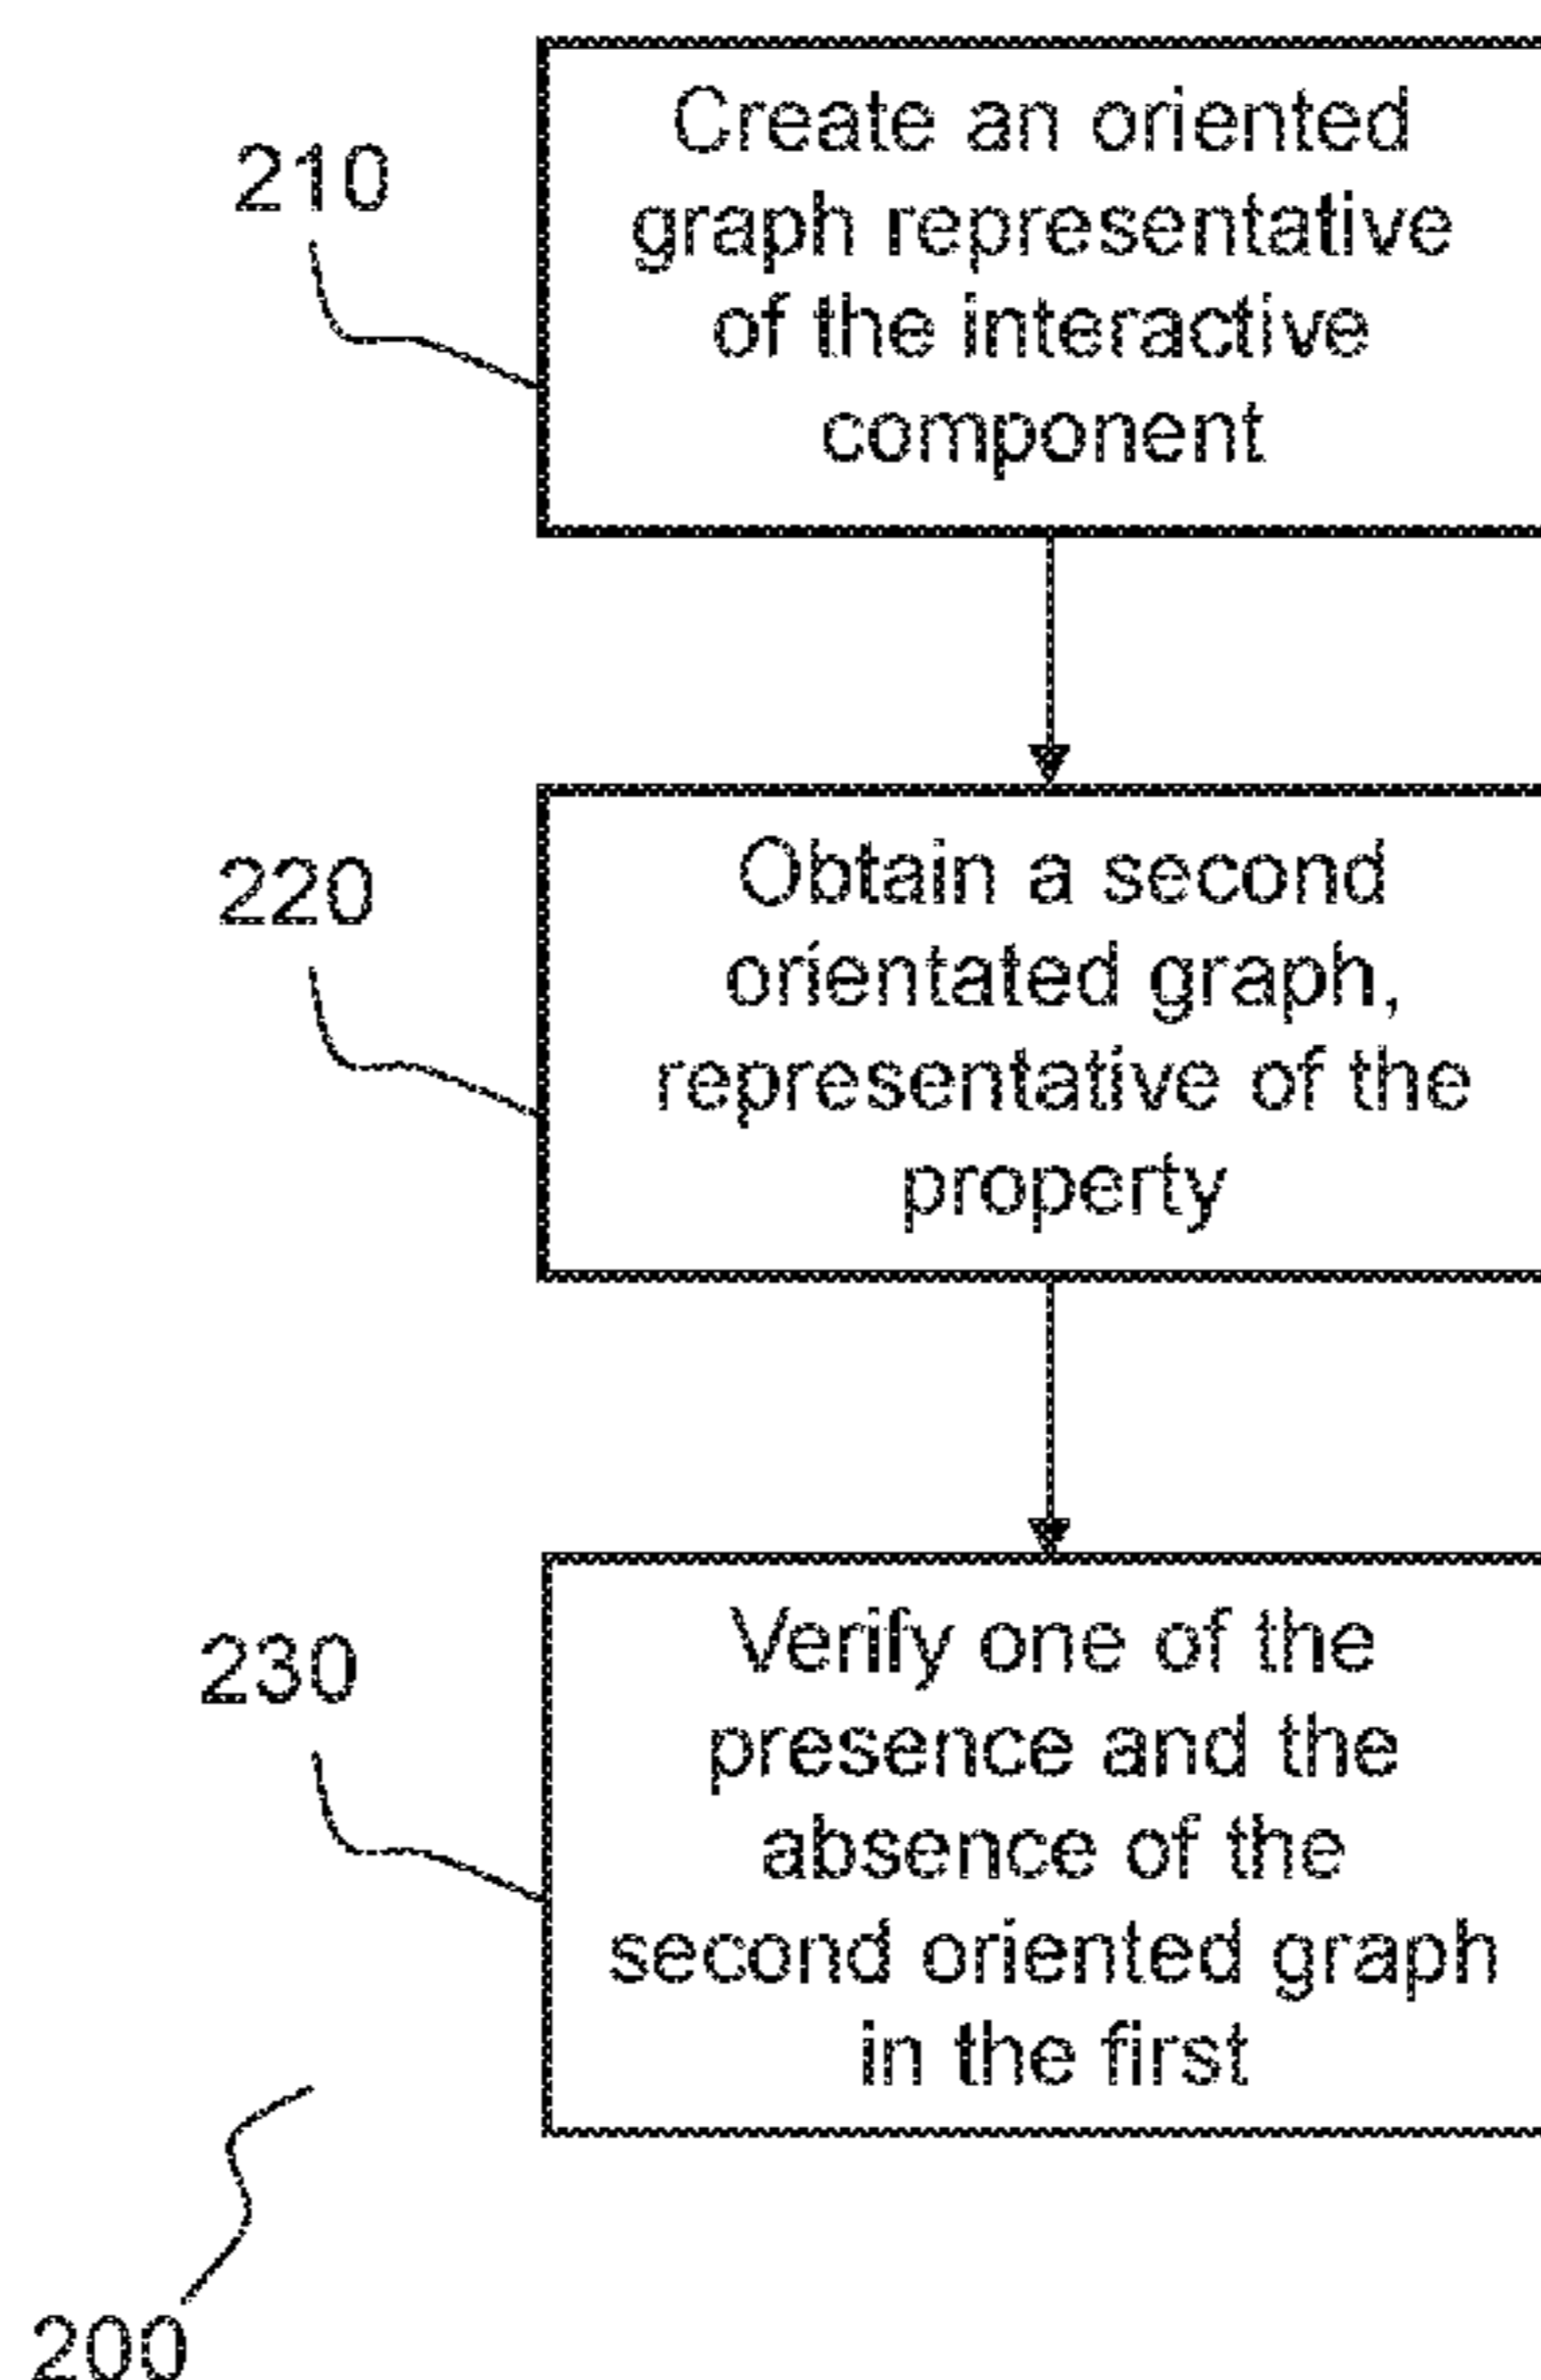 210
Create an oriented
graph representative
of the interactive
component
220
Obtain a second
orientated graph,
representative of the
property
230
Verify one of the
presence and the
absence of the
second oriented graph
in the first
200